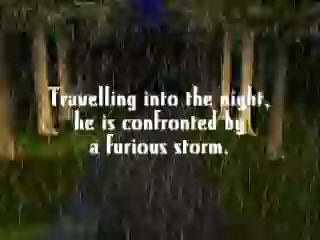 Travelling into the night,
he is confronted by
a furious storm.